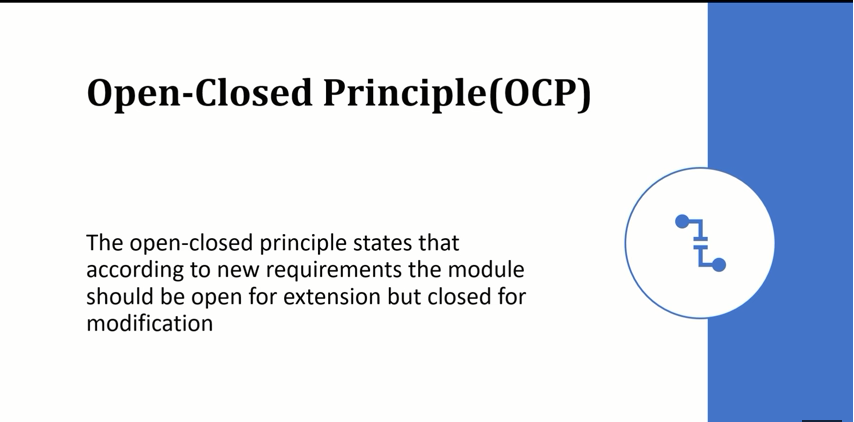 Open-Closed Principle(OCP)
The open-closed principle states that
according to new requirements the module
should be open for extension but closed for
modification